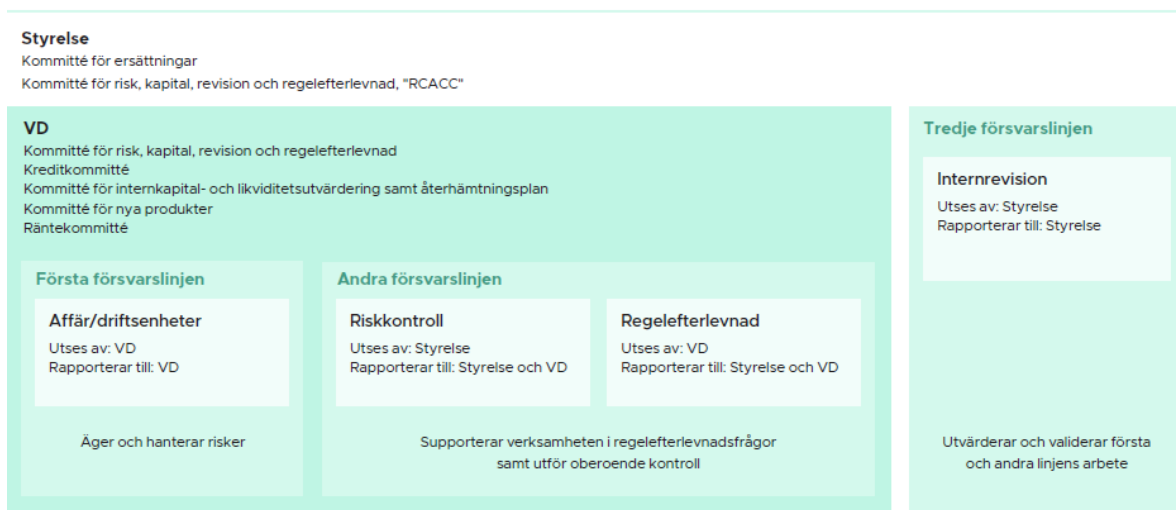 Styrelse
Kommitté för ersättningar
Kommitté för risk, kapital, revision och regelefterlevnad, "RCACC"
VD
Kommitté för risk, kapital, revision och regelefterlevnad
Kreditkommitté
Kommitté för internkapital- och likviditetsutvärdering samt återhämtningsplan
Kommitté för nya produkter
Räntekommitté
Första försvarslinjen
Affär/driftsenheter
Utses av: VD
Rapporterar till: VD
Äger och hanterar risker
Andra försvarslinjen
Riskkontroll
Utses av: Styrelse
Rapporterar till: Styrelse och VD
Regelefterlevnad
Utses av: VD
Rapporterar till: Styrelse och VD
Supporterar verksamheten i regelefterlevnadsfrågor
samt utför oberoende kontroll
Tredje försvarslinjen
Internrevision
Utses av: Styrelse
Rapporterar till: Styrelse
Utvärderar och validerar första
och andra linjens arbete